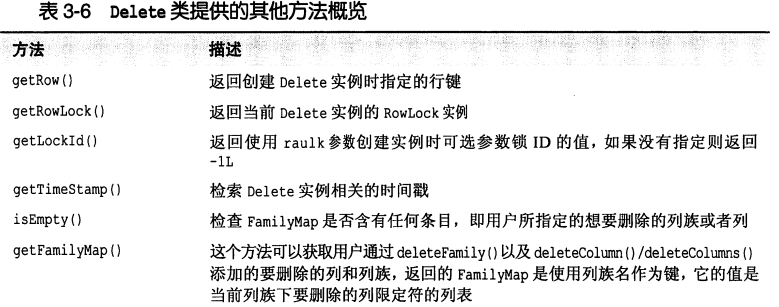 表 3-6 Delete 类提供的其他方法概览
方法 描述
getRow() 返回创建 Delete 实例时指定的行键
getRowLock() 返回当前 Delete 实例的 RowLock 实例
getLockId() 返回使用 raulk 参数创建实例时可选参数锁 ID 的值，如果没有指定则返回
-1L
getTimeStamp() 检索 Delete 实例相关的时间戳
isEmpty() 检查 FamilyMap 是否含有任何条目，即用户所指定的想要删除的列族或者列
getFamilyMap() 这个方法可以获取用户通过 deleteFamily()以及 deleteColumn()/deleteColumns()
添加的要删除的列和列族，返回的 FamilyMap 是使用列族名作为键，它的值是
当前列族下要删除的列限定符的列表